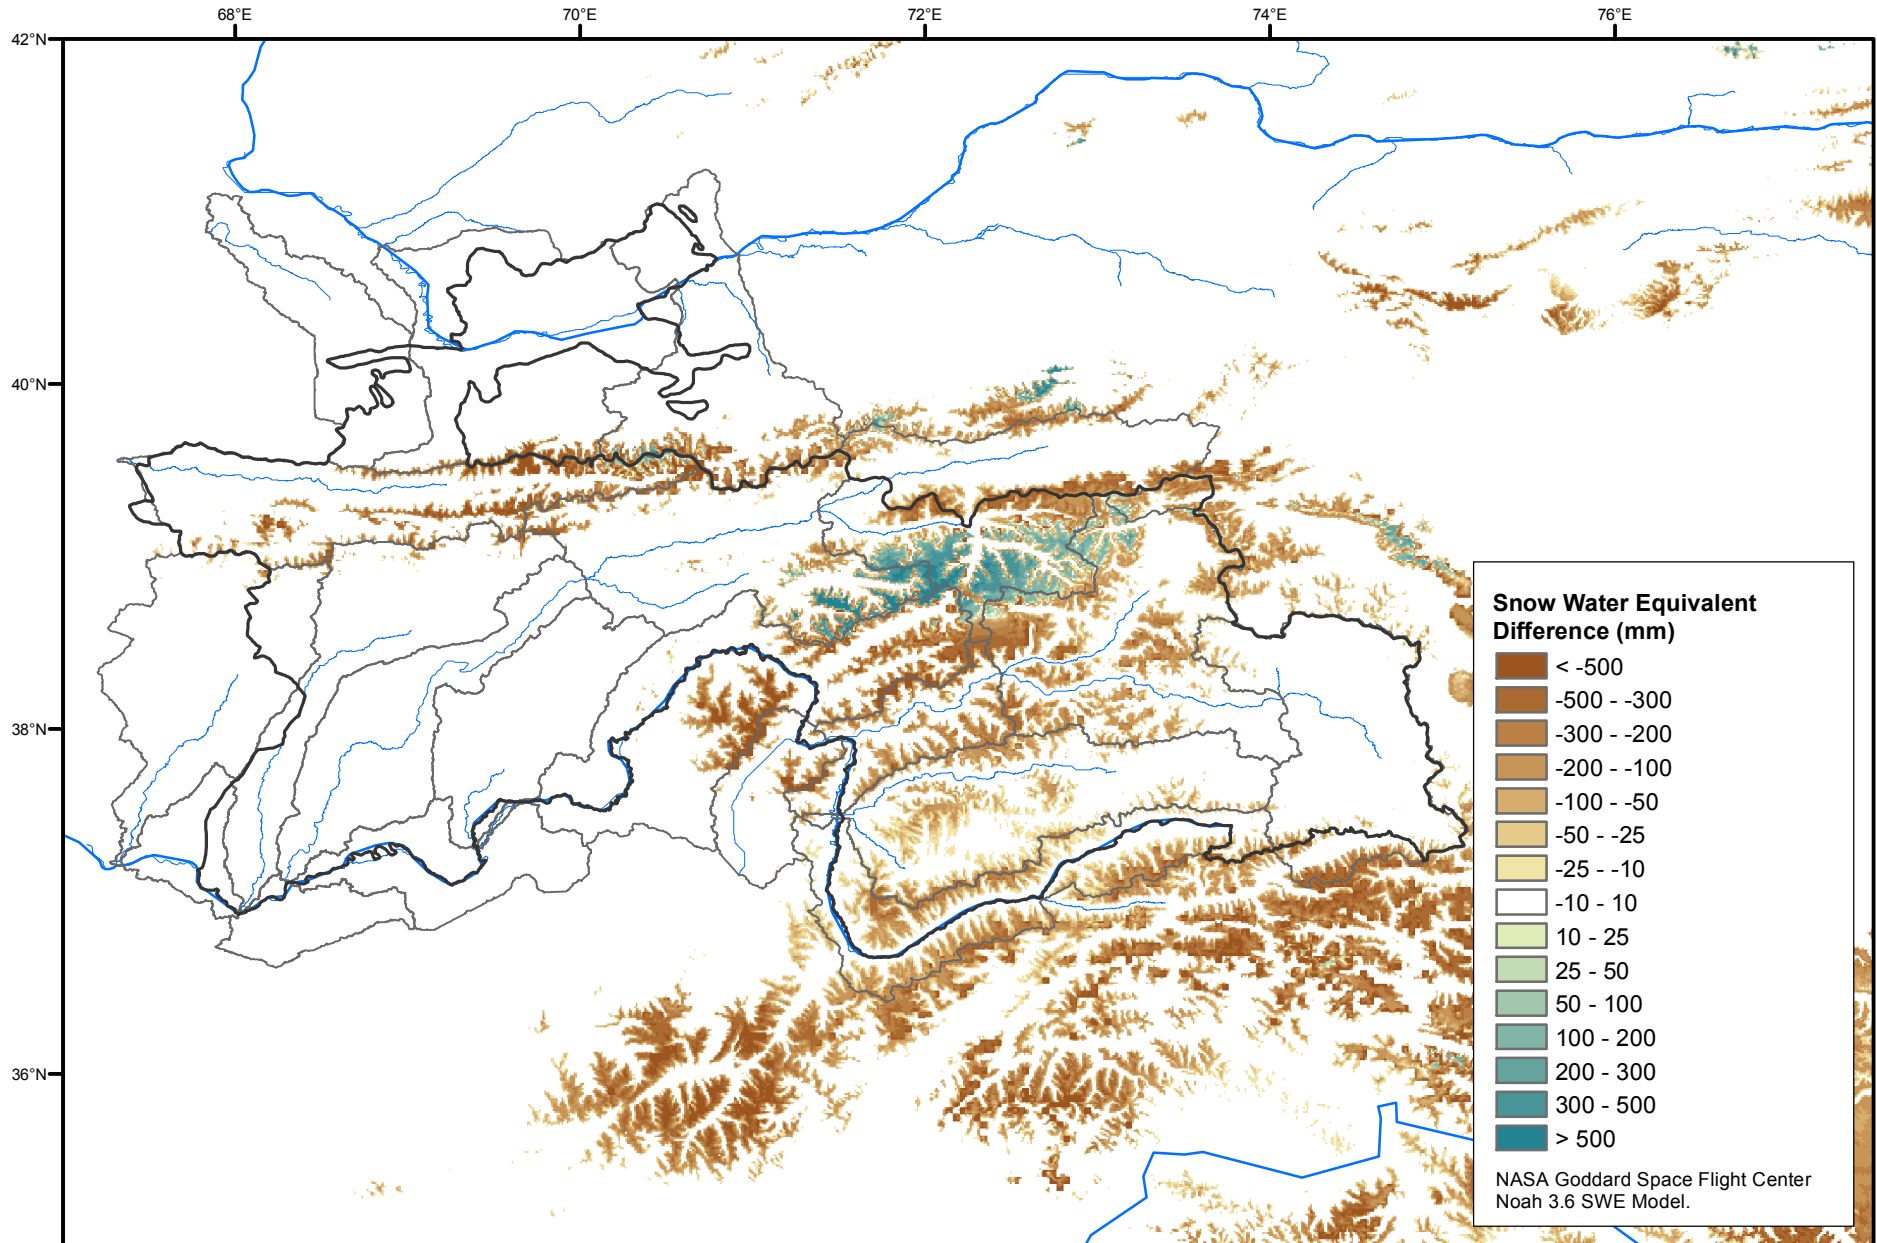 68°E
70°E
72°E
74°E
76°E
42°N
40°N
38°N
36°N
Snow Water Equivalent
Difference (mm)
< -500
-500 - -300
-300 - -200
-200 - -100
-100 - -50
-50 - -25
-25 - -10
-10 - 10
10 - 25
25 - 50
50 - 100
100 - 200
200 - 300
300 - 500
> 500
NASA Goddard Space Flight Center
Noah 3.6 SWE Model.